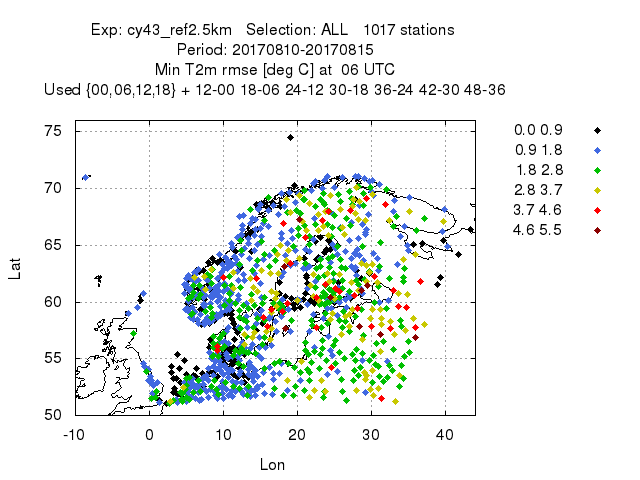 Exp: cy43_ref2.5km   Selection: ALL   1017 stations
Period: 20170810-20170815
Min T2m rmse [deg C] at  06 UTC
Used {00,06,12,18} + 12-00 18-06 24-12 30-18 36-24 42-30 48-36
0.0 0.9
0.9 1.8
1.8 2.8
2.8 3.7
3.7 4.6
4.6 5.5
75
70
65
60
55
50
Lat
-10 0 10 20 30 40
Lon